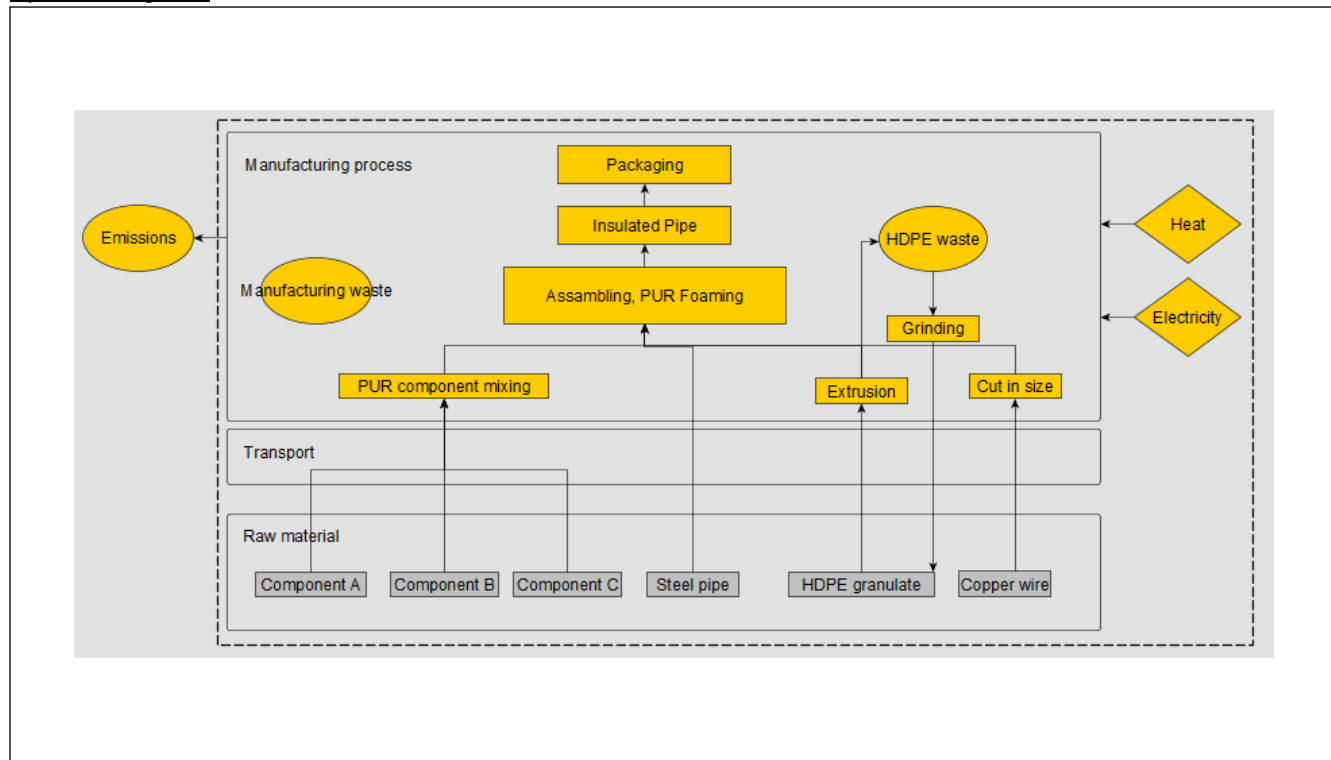 Manufacturing process
Packaging
Insulated Pipe
Emissions
HDPE waste
Heat
Manufacturing waste
Assambling, PUR Foaming
Grinding
Electricity
PUR component mixing
Extrusion
Cut in size
Transport
Raw material
Component A
Component B
Component C
Steel pipe
HDPE granulate
Copper wire